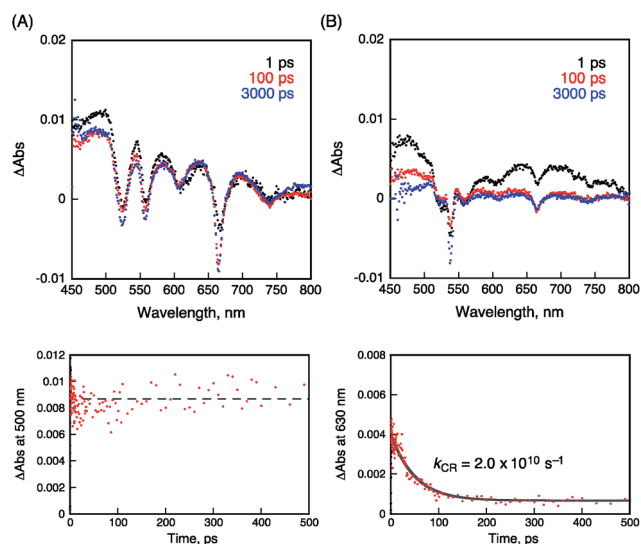 (A)
0.02
1 ps
100 ps
3000 ps
ΔAbs
0.01
0
-0.01
450 500 550 600 650 700 750 800
Wavelength, nm
(B)
0.02
1 ps
100 ps
3000 ps
ΔAbs
0.01
0
-0.01
450 500 550 600 650 700 750 800
Wavelength, nm
ΔAbs at 500 nm
0.012
0.01
0.008
0.006
0.004
0.002
0
0 100 200 300 400 500
Time, ps
ΔAbs at 630 nm
0.008
0.006
0.004
0.002
0
kCR = 2.0 x 10¹⁰ s⁻¹
0 100 200 300 400 500
Time, ps